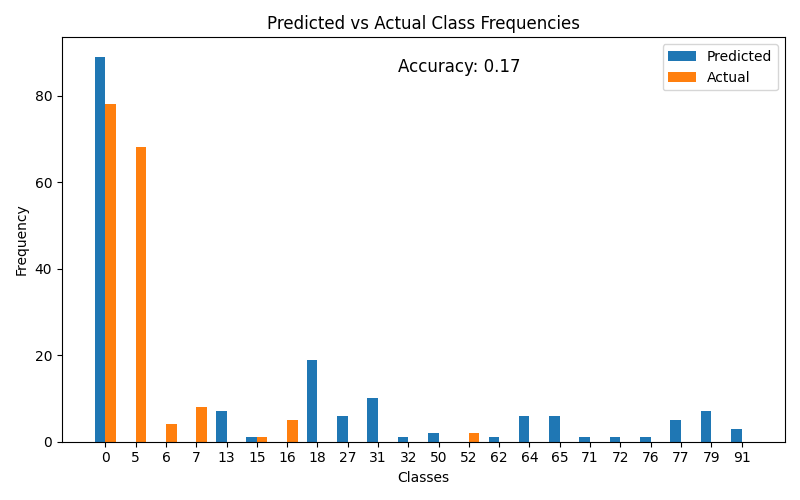 Predicted vs Actual Class Frequencies
Accuracy: 0.17
Predicted
Actual
Frequency
80
60
40
20
0
0 5 6 7 13 15 16 18 27 31 32 50 52 62 64 65 71 72 76 77 79 91
Classes